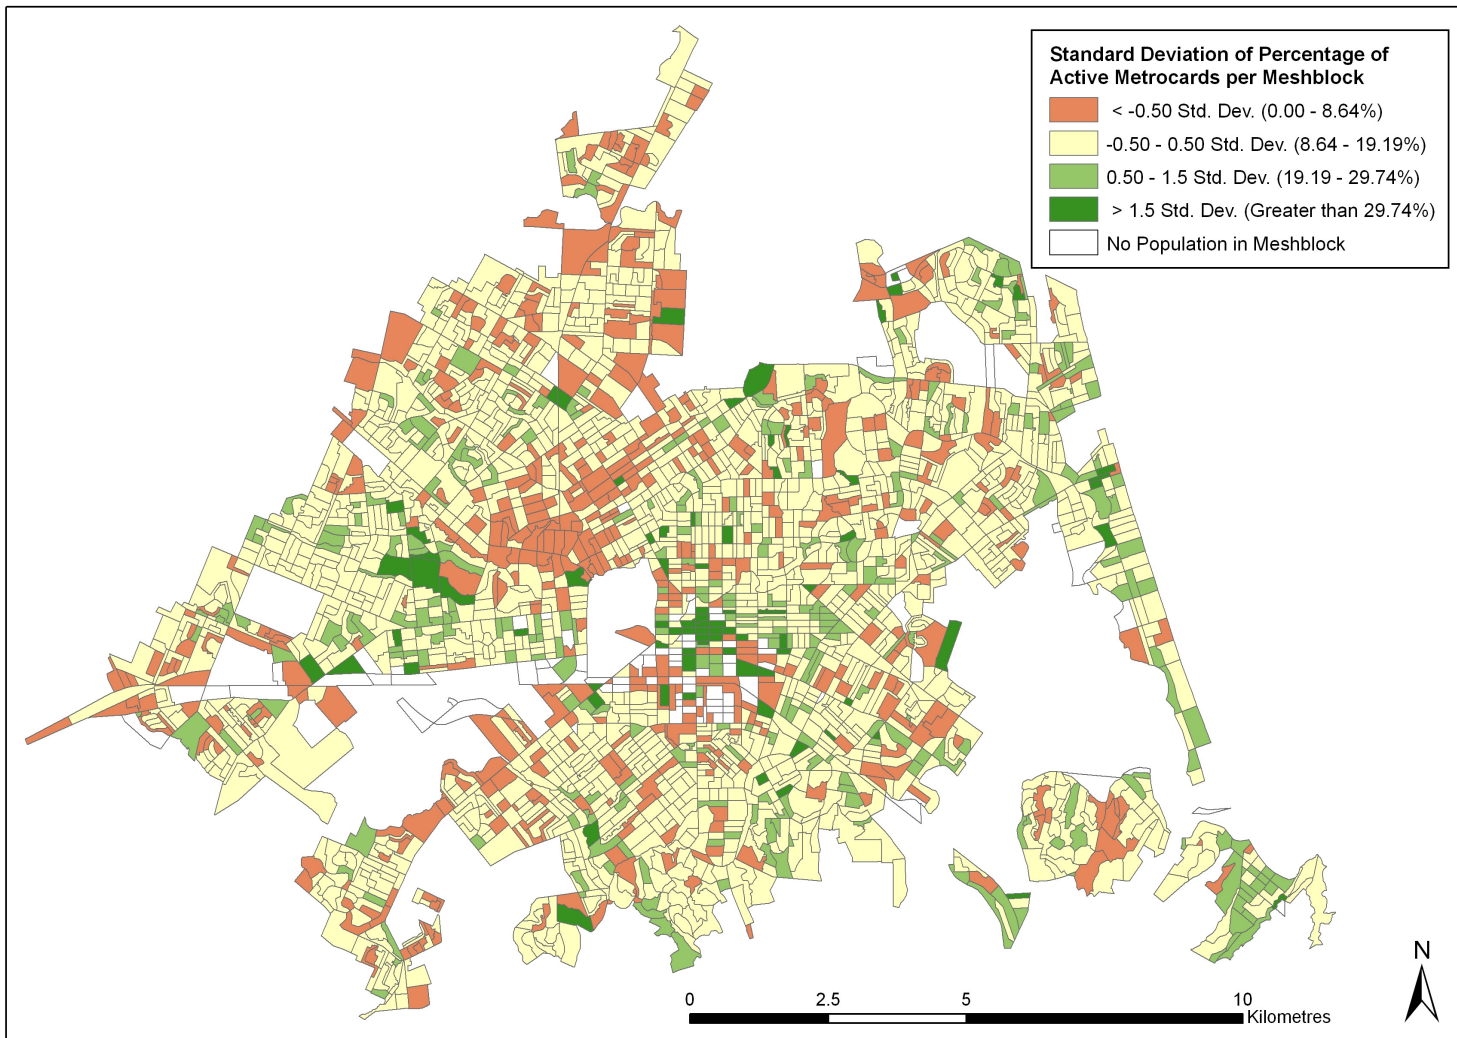 Standard Deviation of Percentage of
Active Metrocards per Meshblock
< -0.50 Std. Dev. (0.00 - 8.64%)
-0.50 - 0.50 Std. Dev. (8.64 - 19.19%)
0.50 - 1.5 Std. Dev. (19.19 - 29.74%)
> 1.5 Std. Dev. (Greater than 29.74%)
No Population in Meshblock
N
0 2.5 5 10
Kilometres